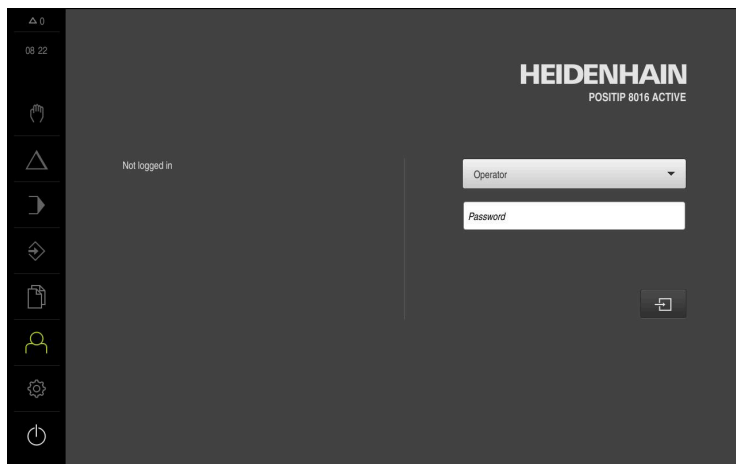 △ 0
08 22
HEIDENHAIN
POSITIP 8016 ACTIVE
Not logged in
Operator
Password